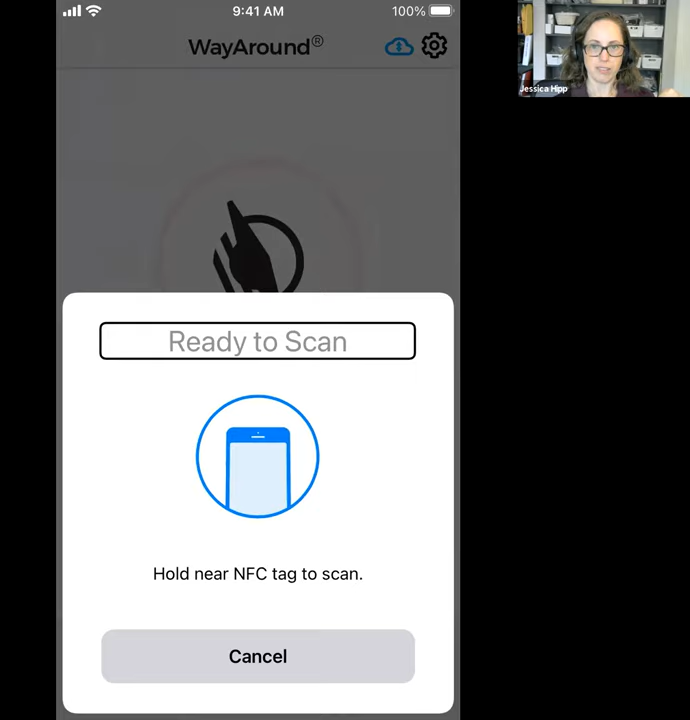 9:41 AM
100%
WayAround®
Jessica Hipp
Ready to Scan
Hold near NFC tag to scan.
Cancel